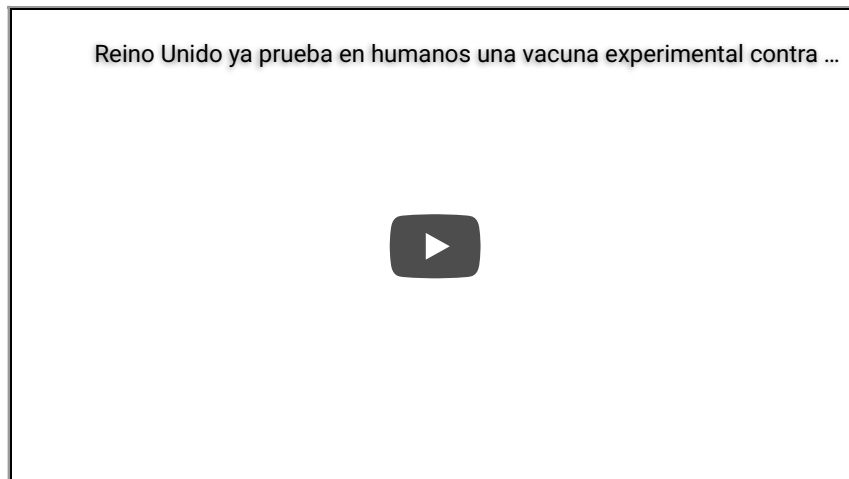 Reino Unido ya prueba en humanos una vacuna experimental contra ...